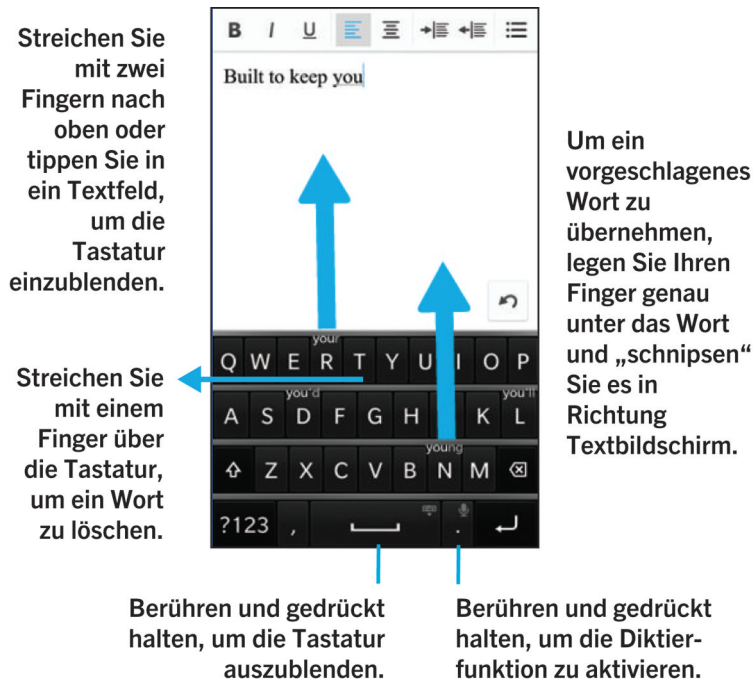 Streichen Sie
mit zwei
Fingern nach
oben oder
tippen Sie in
ein Textfeld,
um die
Tastatur
einzublenden.
Streichen Sie
mit einem
Finger über
die Tastatur,
um ein Wort
zu löschen.
B I U
Built to keep you
your
Q W E R T Y U I O P
you'd you'll
A S D F G H K L
young
Z X C V B N M
?123 , .
Um ein
vorgeschlagenes
Wort zu
übernehmen,
legen Sie Ihren
Finger genau
unter das Wort
und „schnipsen“
Sie es in
Richtung
Textbildschirm.
Berühren und gedrückt
halten, um die Tastatur
auszublenden.
Berühren und gedrückt
halten, um die Diktier-
funktion zu aktivieren.